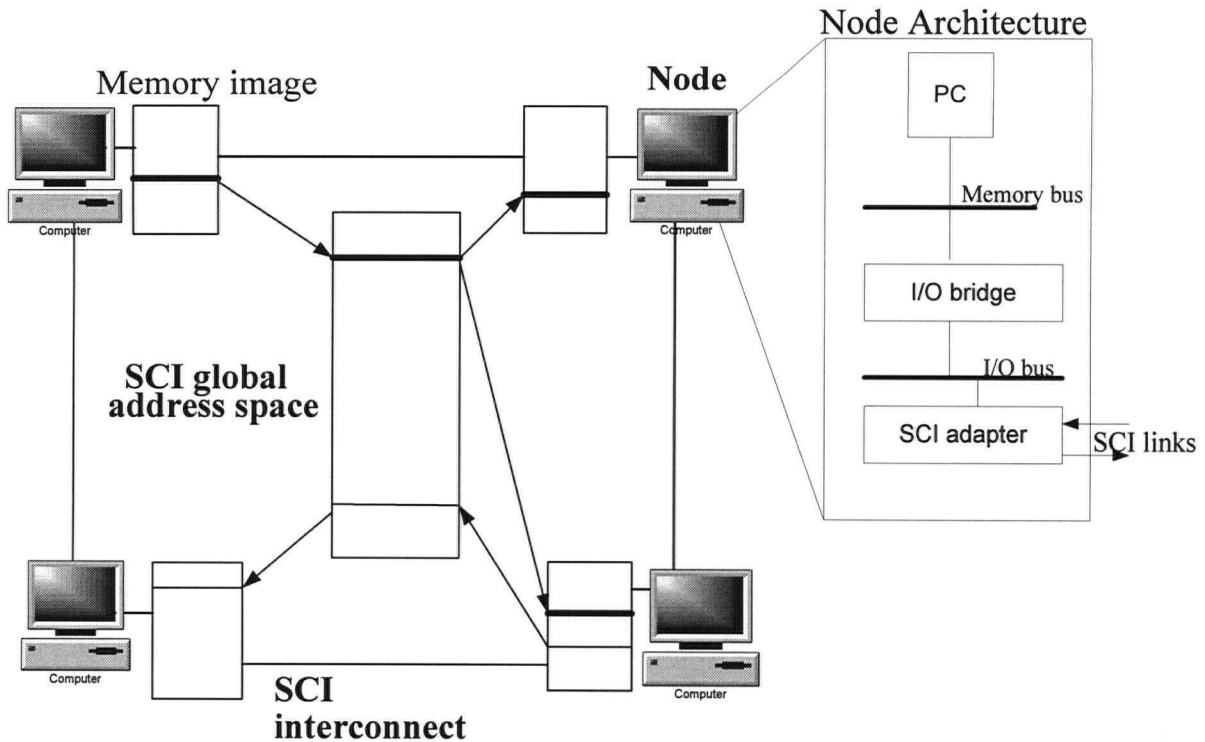 Node Architecture
Memory image
Node
PC
Computer
Computer
Memory bus
I/O bridge
I/O bus
SCI global
address space
SCI adapter
SCI links
Computer
Computer
SCI
interconnect